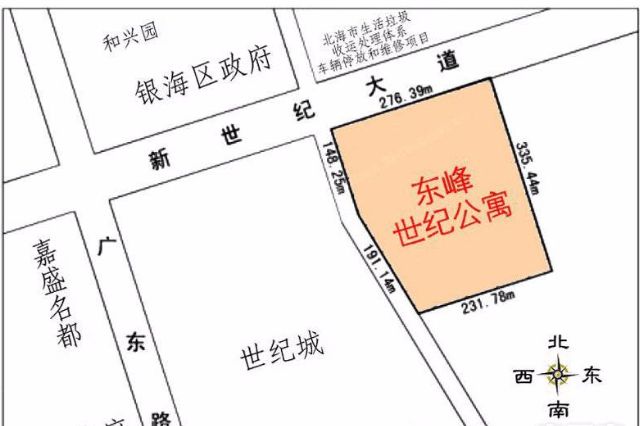 和兴园
银海区政府
北海市生活垃圾
收运处理体系
车辆停放和维修项目
新世纪大道
276.39m
148.25m
335.44m
东峰
世纪公寓
191.14m
231.78m
嘉盛名都
广东路
世纪城
北
西 东
南